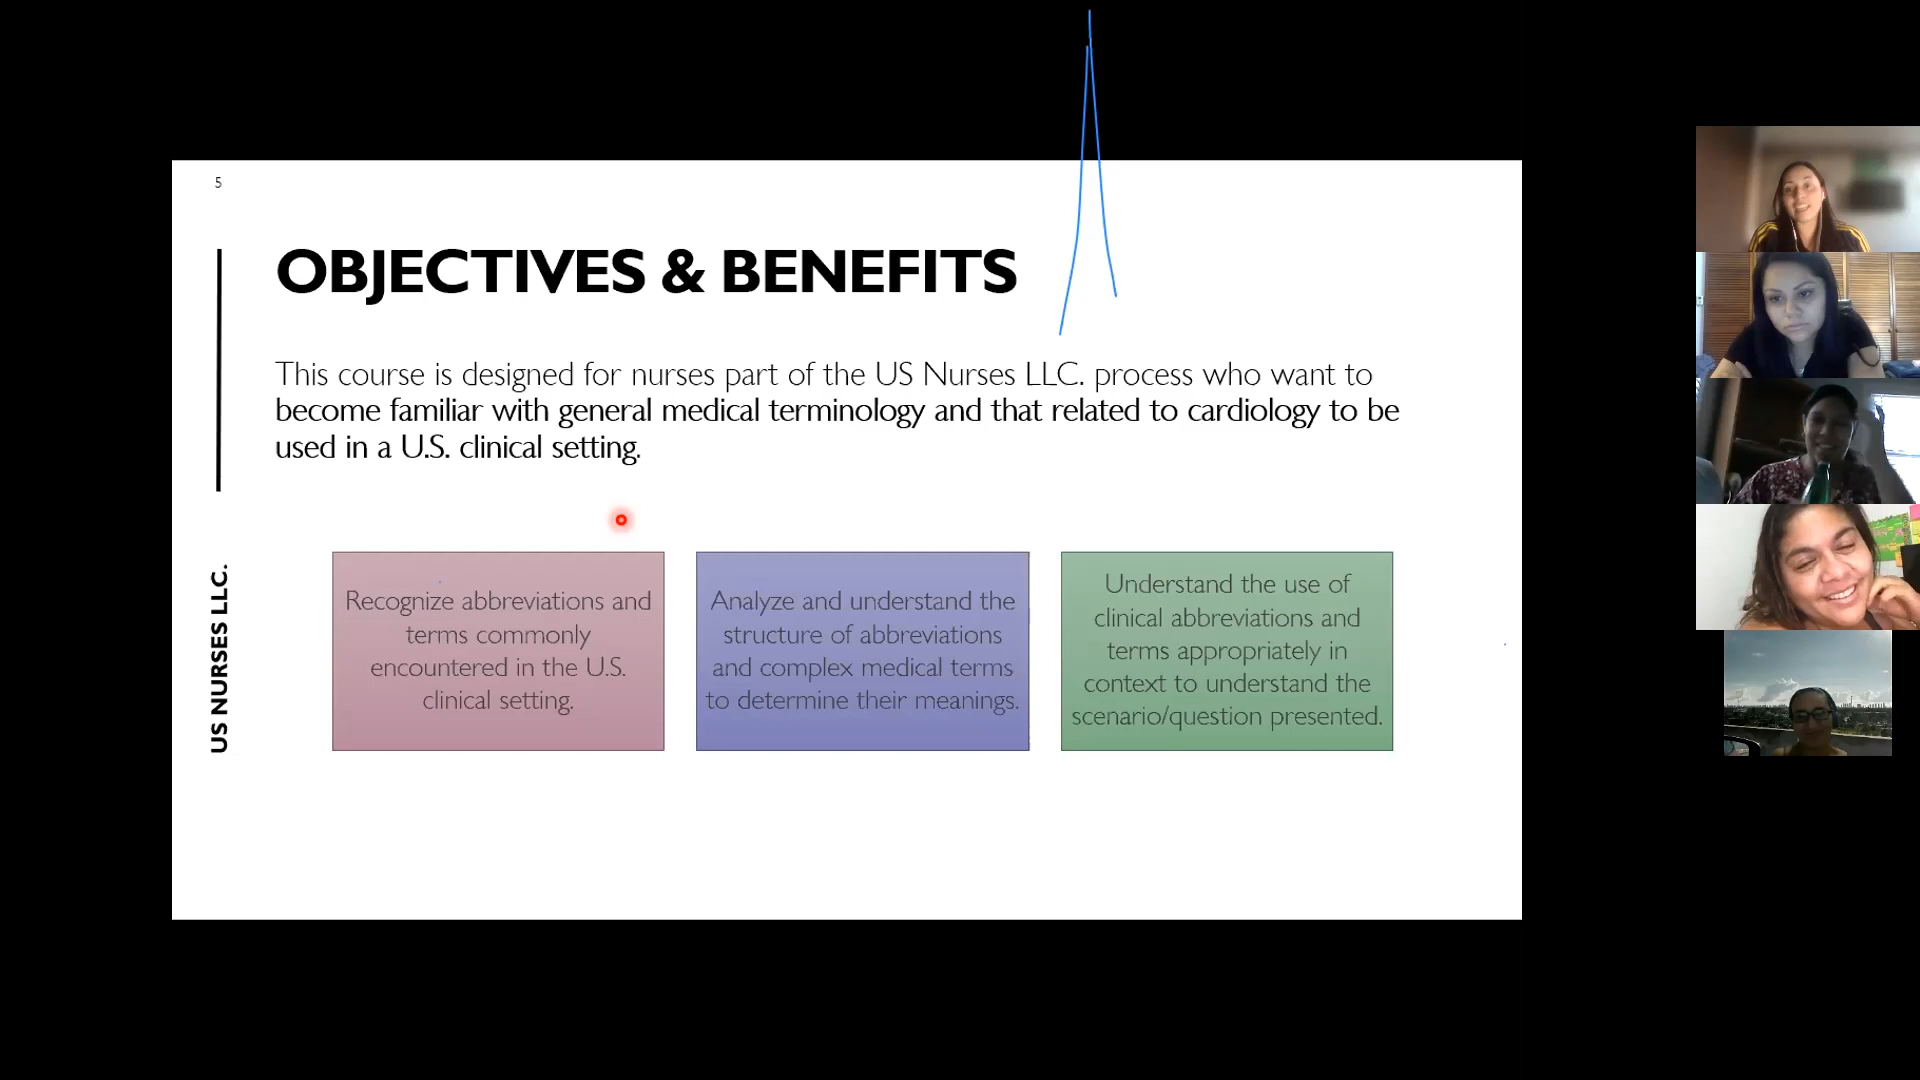 5
OBJECTIVES & BENEFITS
This course is designed for nurses part of the US Nurses LLC. process who want to
become familiar with general medical terminology and that related to cardiology to be
used in a U.S. clinical setting.
US NURSES LLC.
Recognize abbreviations and
terms commonly
encountered in the U.S.
clinical setting.
Analyze and understand the
structure of abbreviations
and complex medical terms
to determine their meanings.
Understand the use of
clinical abbreviations and
terms appropriately in
context to understand the
scenario/question presented.